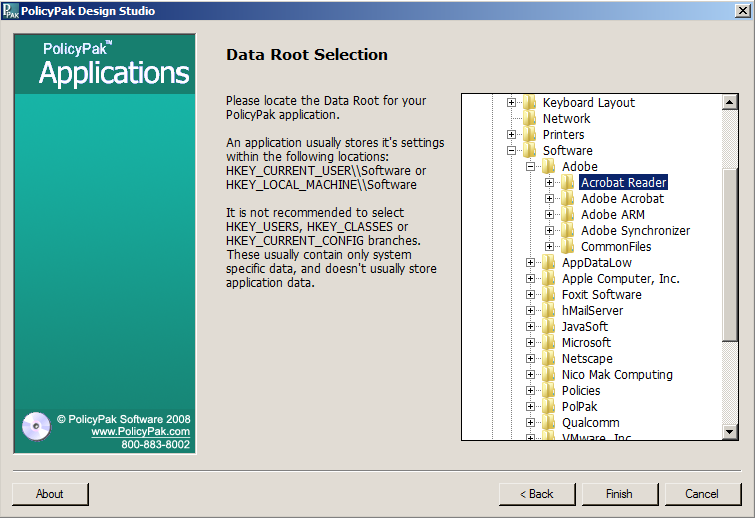 PolicyPak Design Studio
PolicyPak™
Applications
Data Root Selection
Please locate the Data Root for your
PolicyPak application.
An application usually stores it's settings
within the following locations:
HKEY_CURRENT_USER\\Software or
HKEY_LOCAL_MACHINE\\Software
It is not recommended to select
HKEY_USERS, HKEY_CLASSES or
HKEY_CURRENT_CONFIG branches.
These usually contain only system
specific data, and doesn't usually store
application data.
Keyboard Layout
Network
Printers
Software
Adobe
Acrobat Reader
Adobe Acrobat
Adobe ARM
Adobe Synchronizer
CommonFiles
AppDataLow
Apple Computer, Inc.
Foxit Software
hMailServer
JavaSoft
Microsoft
Netscape
Nico Mak Computing
Policies
PolPak
Qualcomm
VMware, Inc.
© PolicyPak Software 2008
www.PolicyPak.com
800-883-8002
About
< Back
Finish
Cancel